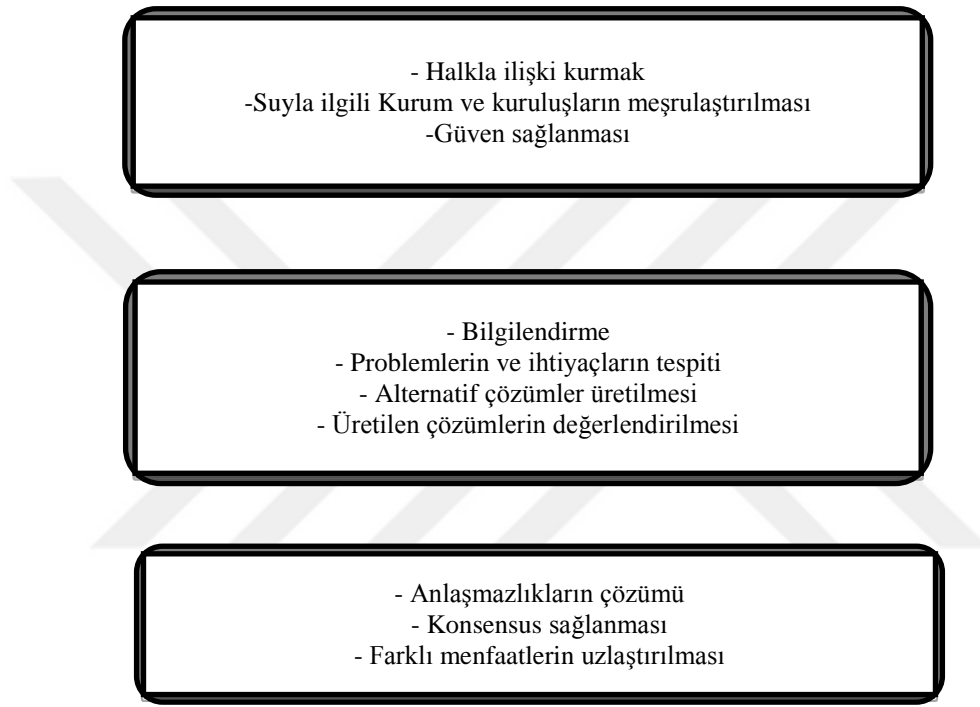 - Halkla ilişki kurmak
-Suyla ilgili Kurum ve kuruluşların meşrulaştırılması
-Güven sağlanması
- Bilgilendirme
- Problemlerin ve ihtiyaçların tespiti
- Alternatif çözümler üretilmesi
- Üretilen çözümlerin değerlendirilmesi
- Anlaşmazlıkların çözümü
- Konsensus sağlanması
- Farklı menfaatlerin uzlaştırılması